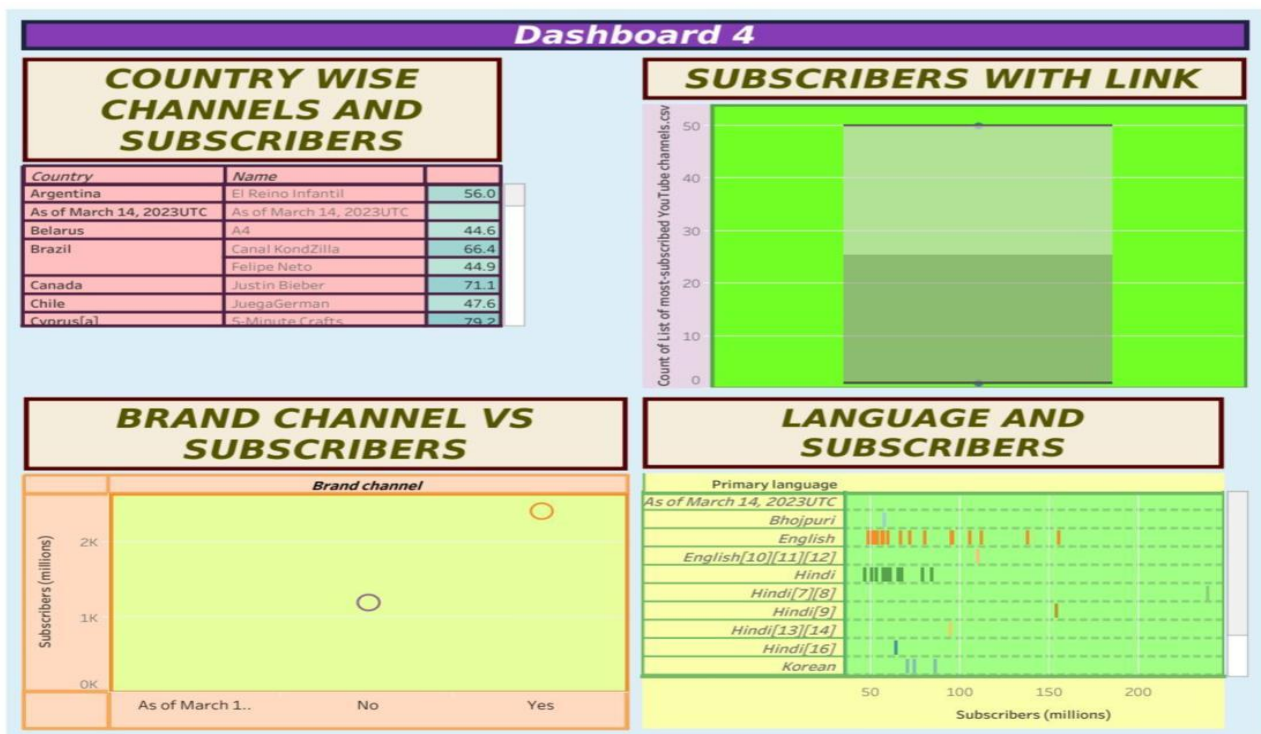 Dashboard 4
COUNTRY WISE
CHANNELS AND
SUBSCRIBERS
Country Name
Argentina El Reino Infantil 56.0
As of March 14, 2023UTC As of March 14, 2023UTC
Belarus A4 44.6
Brazil Canal KondZilla 66.4
Felipe Neto 44.9
Canada Justin Bieber 71.1
Chile JuegaGerman 47.6
Cyprus[a] 5-Minute Crafts 79.2
SUBSCRIBERS WITH LINK
Count of List of most-subscribed YouTube channels.csv
50
40
30
20
10
0
BRAND CHANNEL VS
SUBSCRIBERS
Brand channel
Subscribers (millions)
2K
1K
0K
As of March 1.. No Yes
LANGUAGE AND
SUBSCRIBERS
Primary language
As of March 14, 2023UTC
Bhojpuri
English
English[10][11][12]
Hindi
Hindi[7][8]
Hindi[9]
Hindi[13][14]
Hindi[16]
Korean
50 100 150 200
Subscribers (millions)